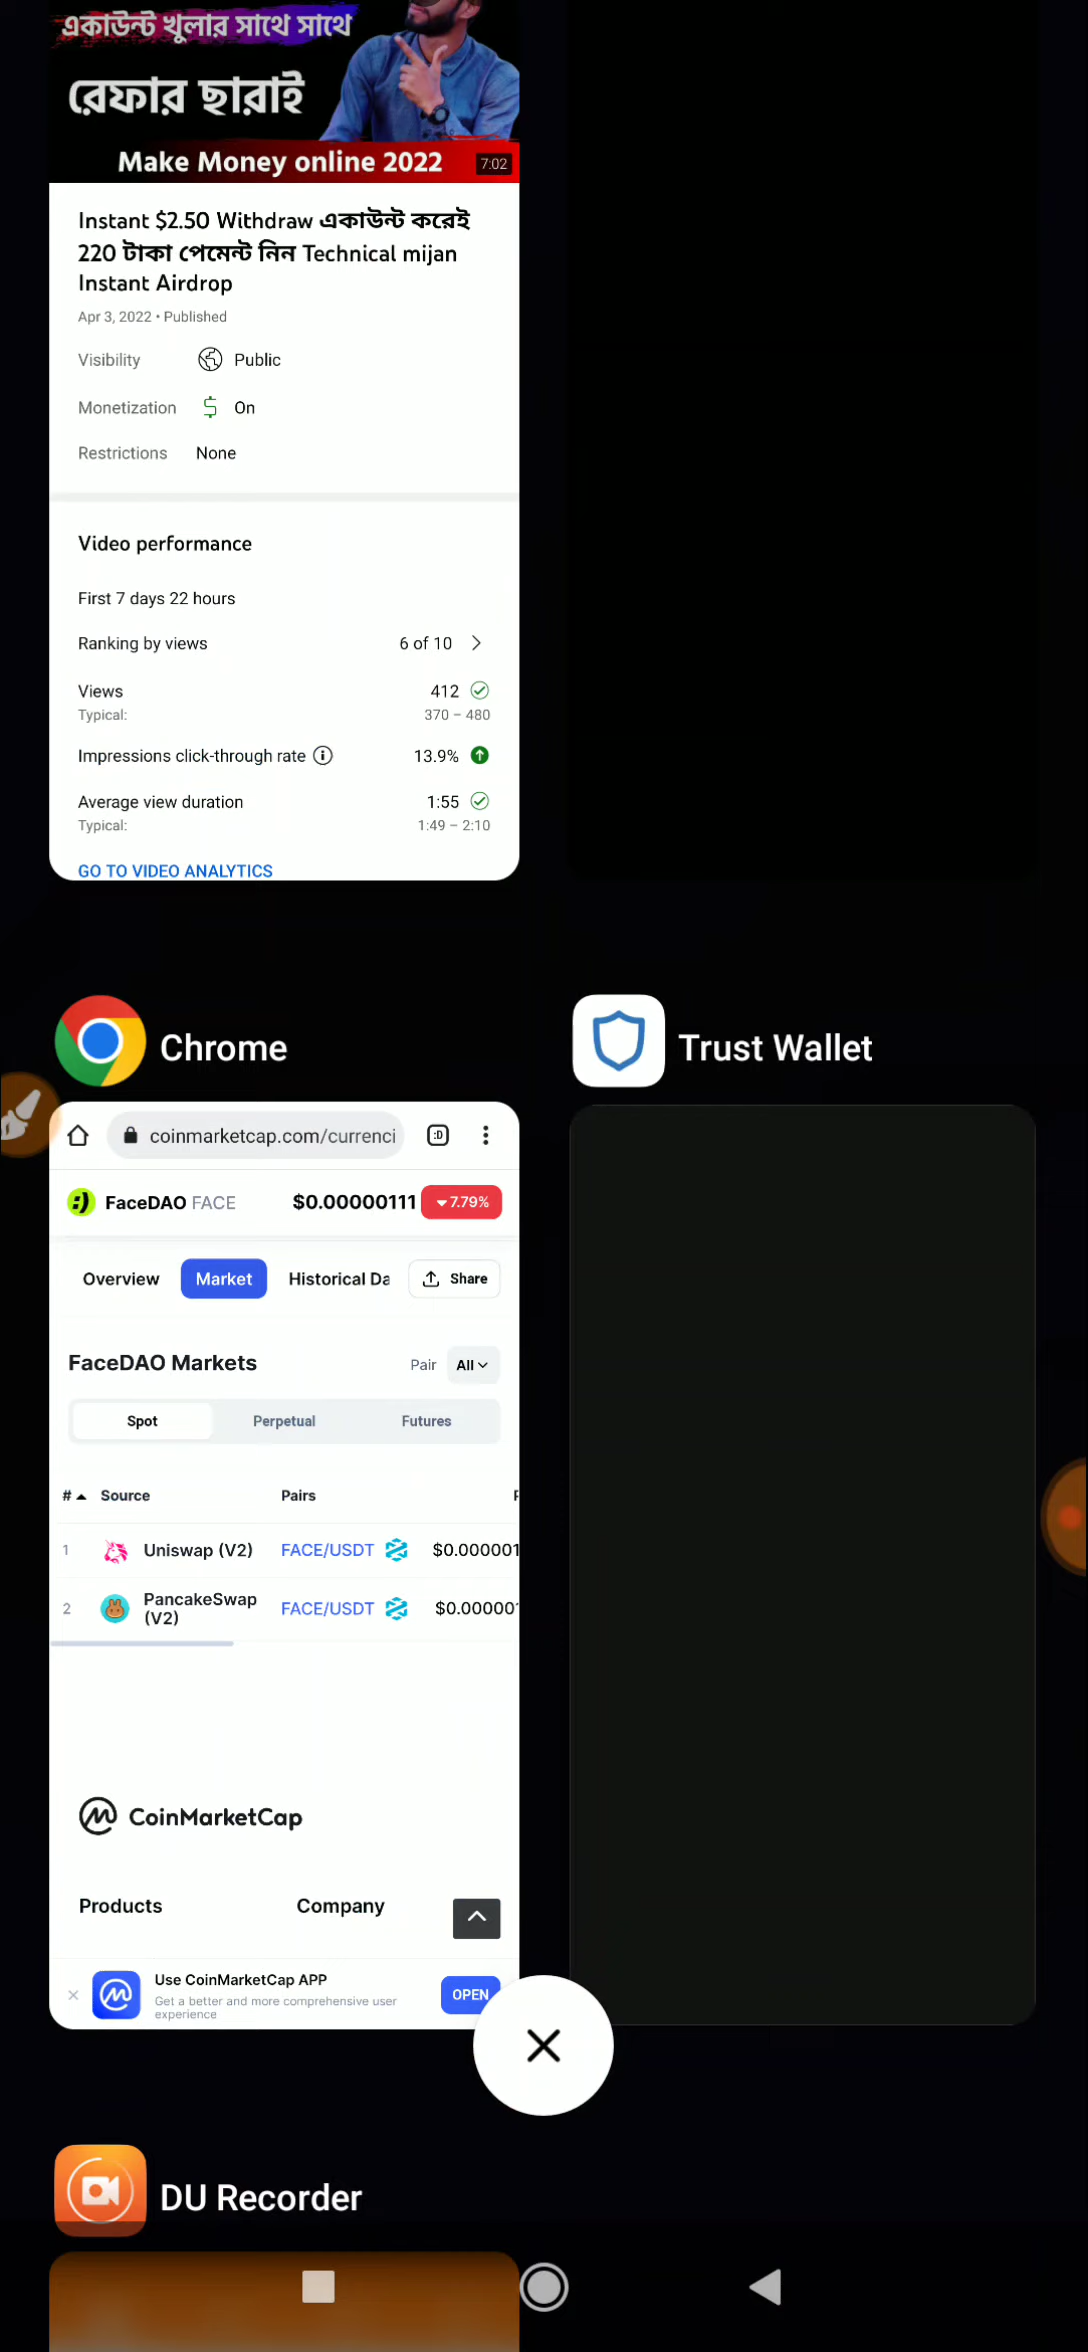 একাউন্ট খুলার সাথে সাথে
রেফার ছারাই
Make Money online 2022
7:02
Instant $2.50 Withdraw একাউন্ট করেই
220 টাকা পেমেন্ট নিন Technical mijan
Instant Airdrop
Apr 3, 2022 • Published
Visibility Public
Monetization On
Restrictions None
Video performance
First 7 days 22 hours
Ranking by views 6 of 10
Views 412
Typical: 370 – 480
Impressions click-through rate 13.9%
Average view duration 1:55
Typical: 1:49 – 2:10
GO TO VIDEO ANALYTICS
Chrome
Trust Wallet
coinmarketcap.com/currenci
:D
FaceDAO FACE $0.00000111 7.79%
Overview Market Historical Da Share
FaceDAO Markets Pair All
Spot Perpetual Futures
# Source Pairs
1 Uniswap (V2) FACE/USDT $0.000001
2 PancakeSwap (V2) FACE/USDT $0.00000
CoinMarketCap
Products Company
Use CoinMarketCap APP
Get a better and more comprehensive user
experience
OPEN
DU Recorder